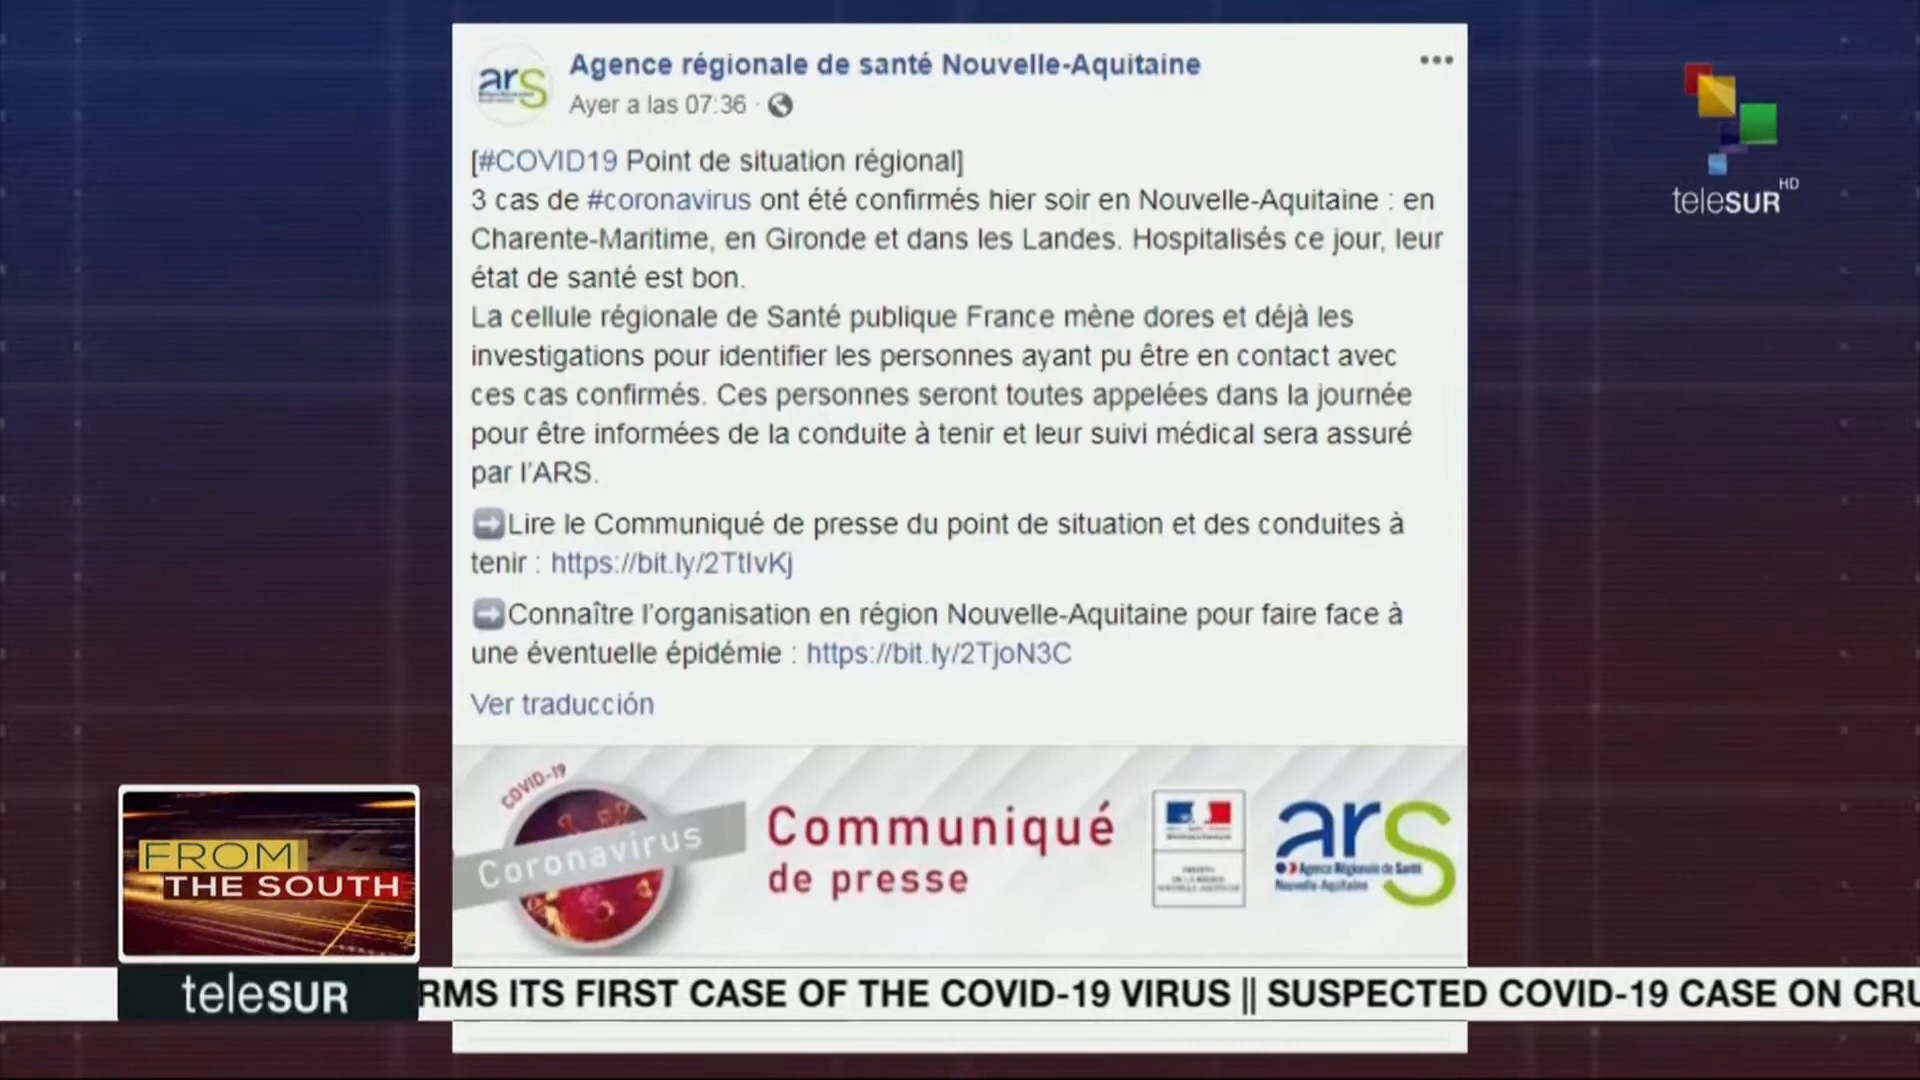 ars
Agence régionale de santé Nouvelle-Aquitaine
Ayer a las 07:36 ·
[#COVID19 Point de situation régional]
3 cas de #coronavirus ont été confirmés hier soir en Nouvelle-Aquitaine : en
Charente-Maritime, en Gironde et dans les Landes. Hospitalisés ce jour, leur
état de santé est bon.
La cellule régionale de Santé publique France mène dores et déjà les
investigations pour identifier les personnes ayant pu être en contact avec
ces cas confirmés. Ces personnes seront toutes appelées dans la journée
pour être informées de la conduite à tenir et leur suivi médical sera assuré
par l'ARS.
➡Lire le Communiqué de presse du point de situation et des conduites à
tenir : https://bit.ly/2TtIvKj
➡Connaître l'organisation en région Nouvelle-Aquitaine pour faire face à
une éventuelle épidémie : https://bit.ly/2TjoN3C
Ver traducción
COVID-19
Coronavirus
Communiqué
de presse
ars
Agence Régionale de Santé
Nouvelle-Aquitaine
teleSUR HD
FROM
THE SOUTH
teleSUR
RMS ITS FIRST CASE OF THE COVID-19 VIRUS || SUSPECTED COVID-19 CASE ON CRU